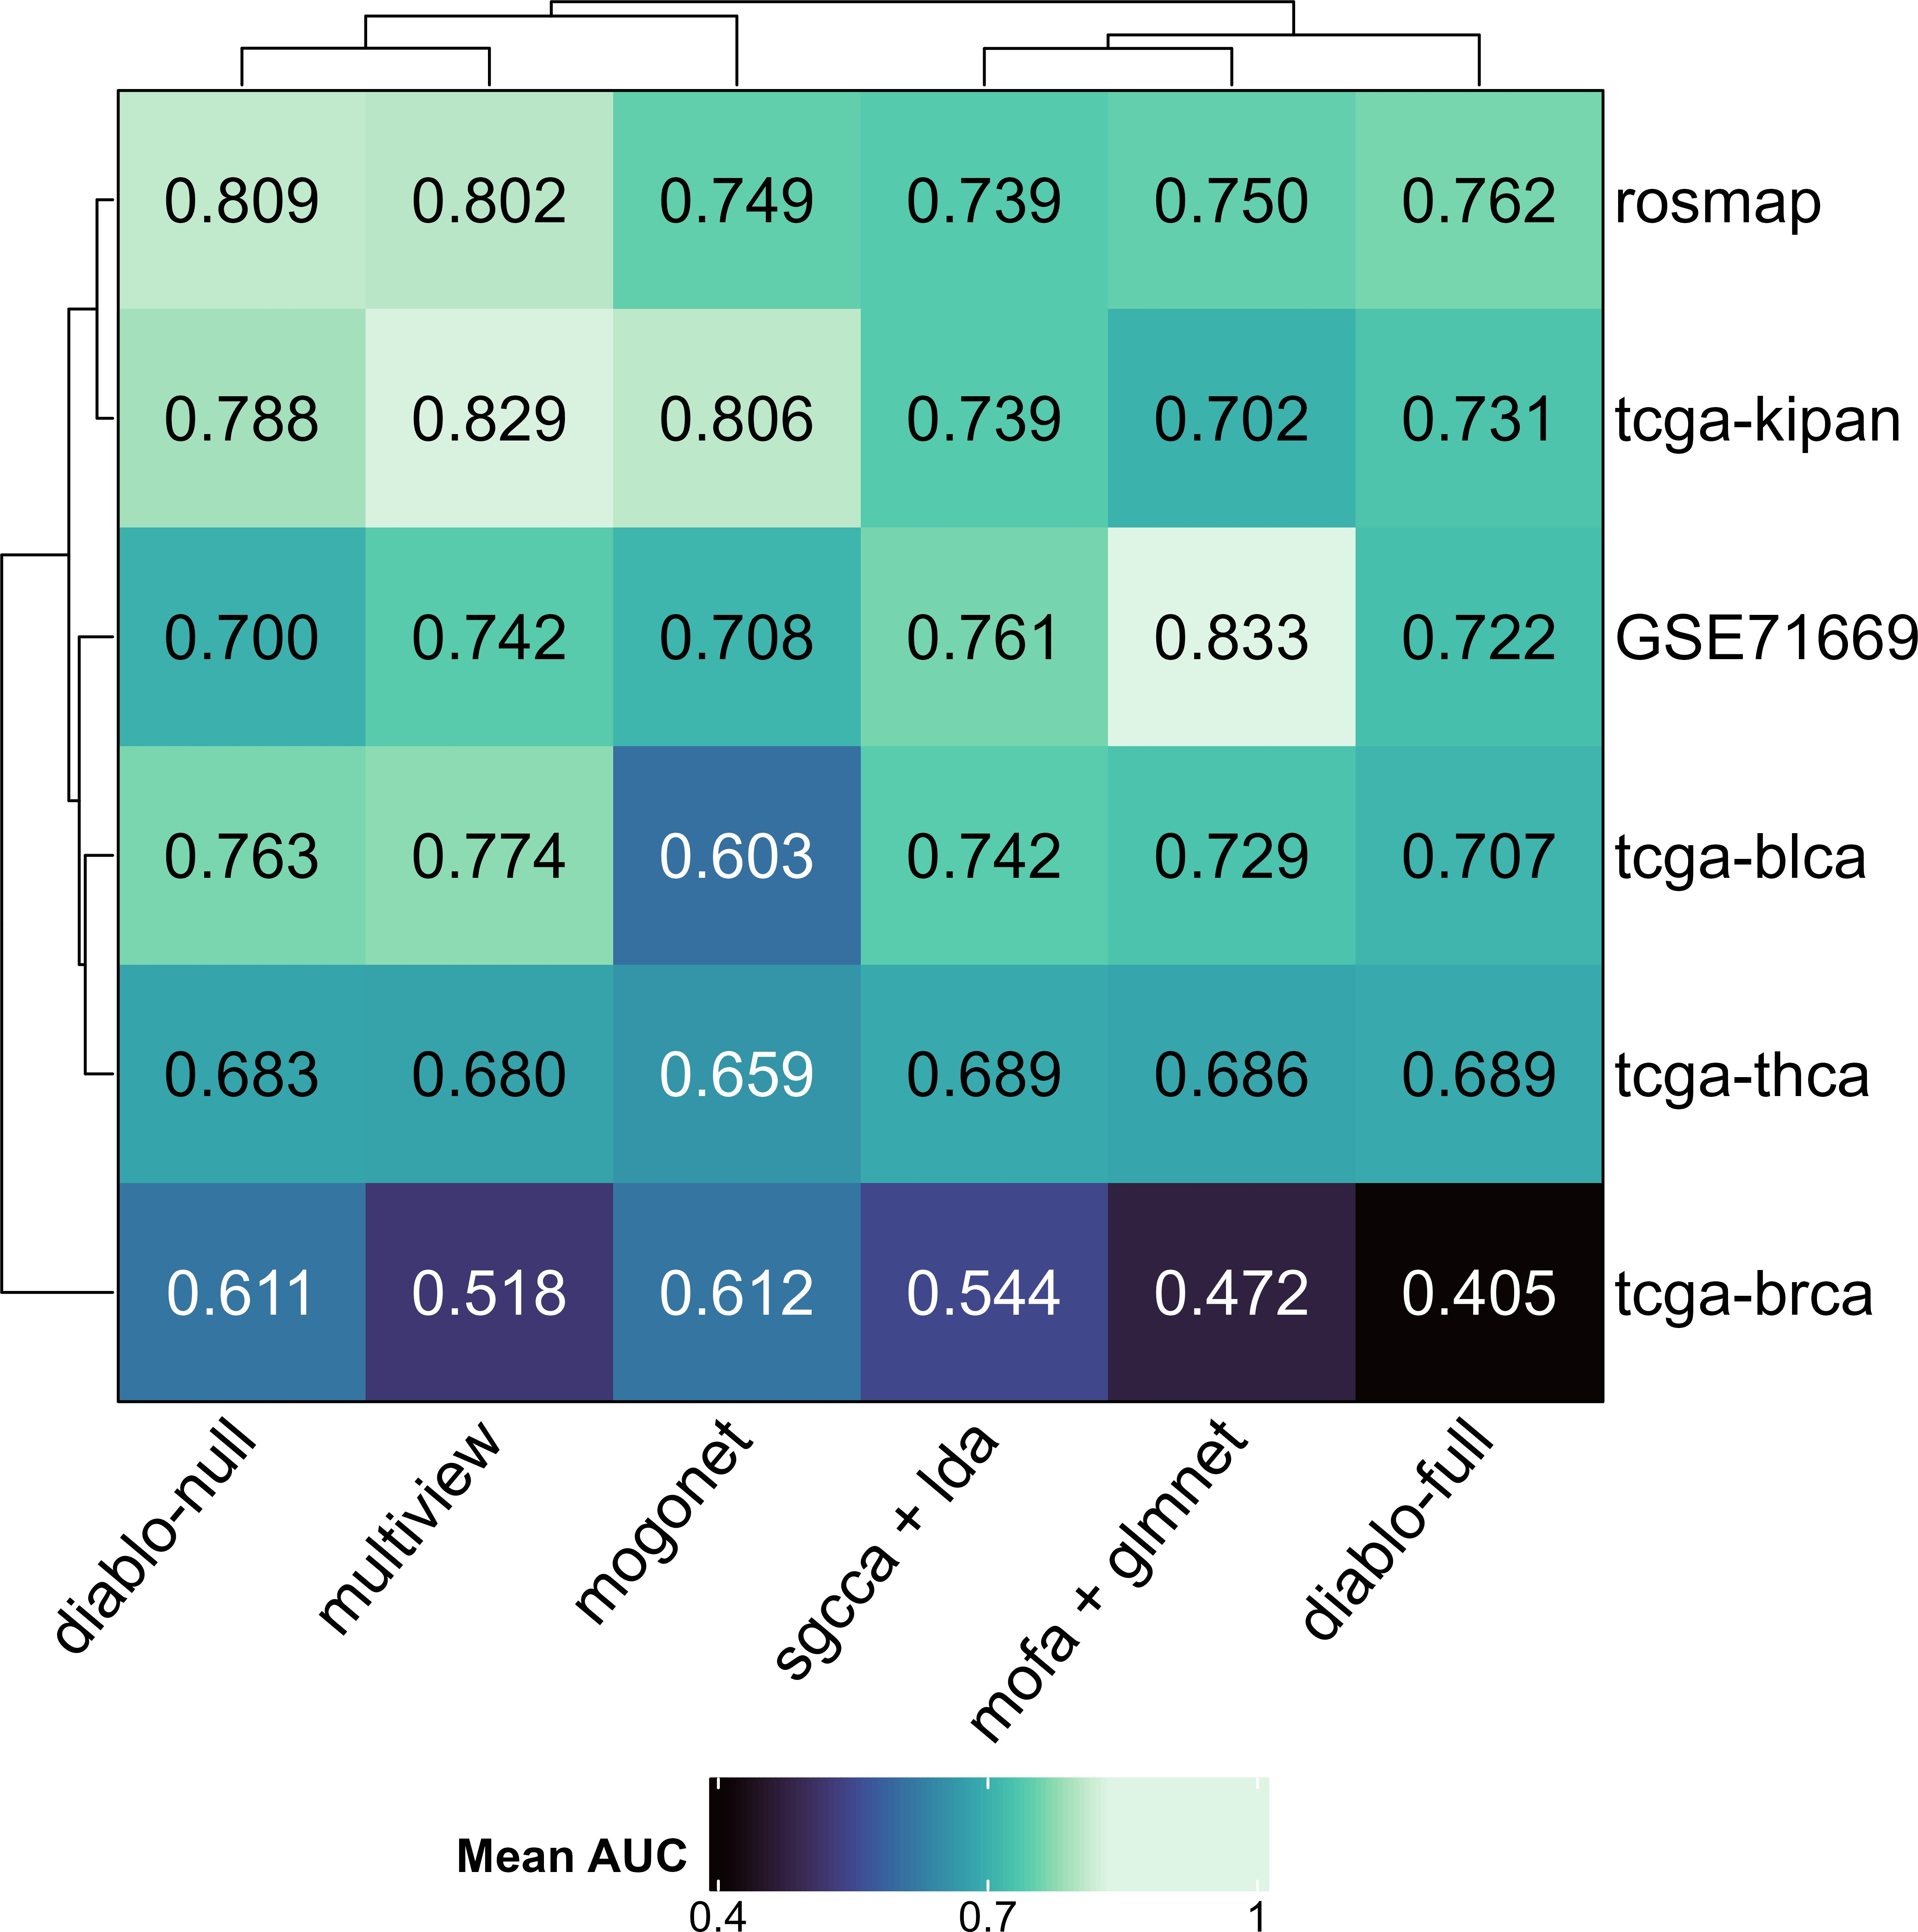 0.809 0.802 0.749 0.739 0.750 0.762 rosmap
0.788 0.829 0.806 0.739 0.702 0.731 tcga-kipan
0.700 0.742 0.708 0.761 0.833 0.722 GSE71669
0.763 0.774 0.603 0.742 0.729 0.707 tcga-blca
0.683 0.680 0.659 0.689 0.686 0.689 tcga-thca
0.611 0.518 0.612 0.544 0.472 0.405 tcga-brca
diablo-null
multiview
mogonet
sgcca + lda
mofa + glmnet
diablo-full
Mean AUC
0.4 0.7 1